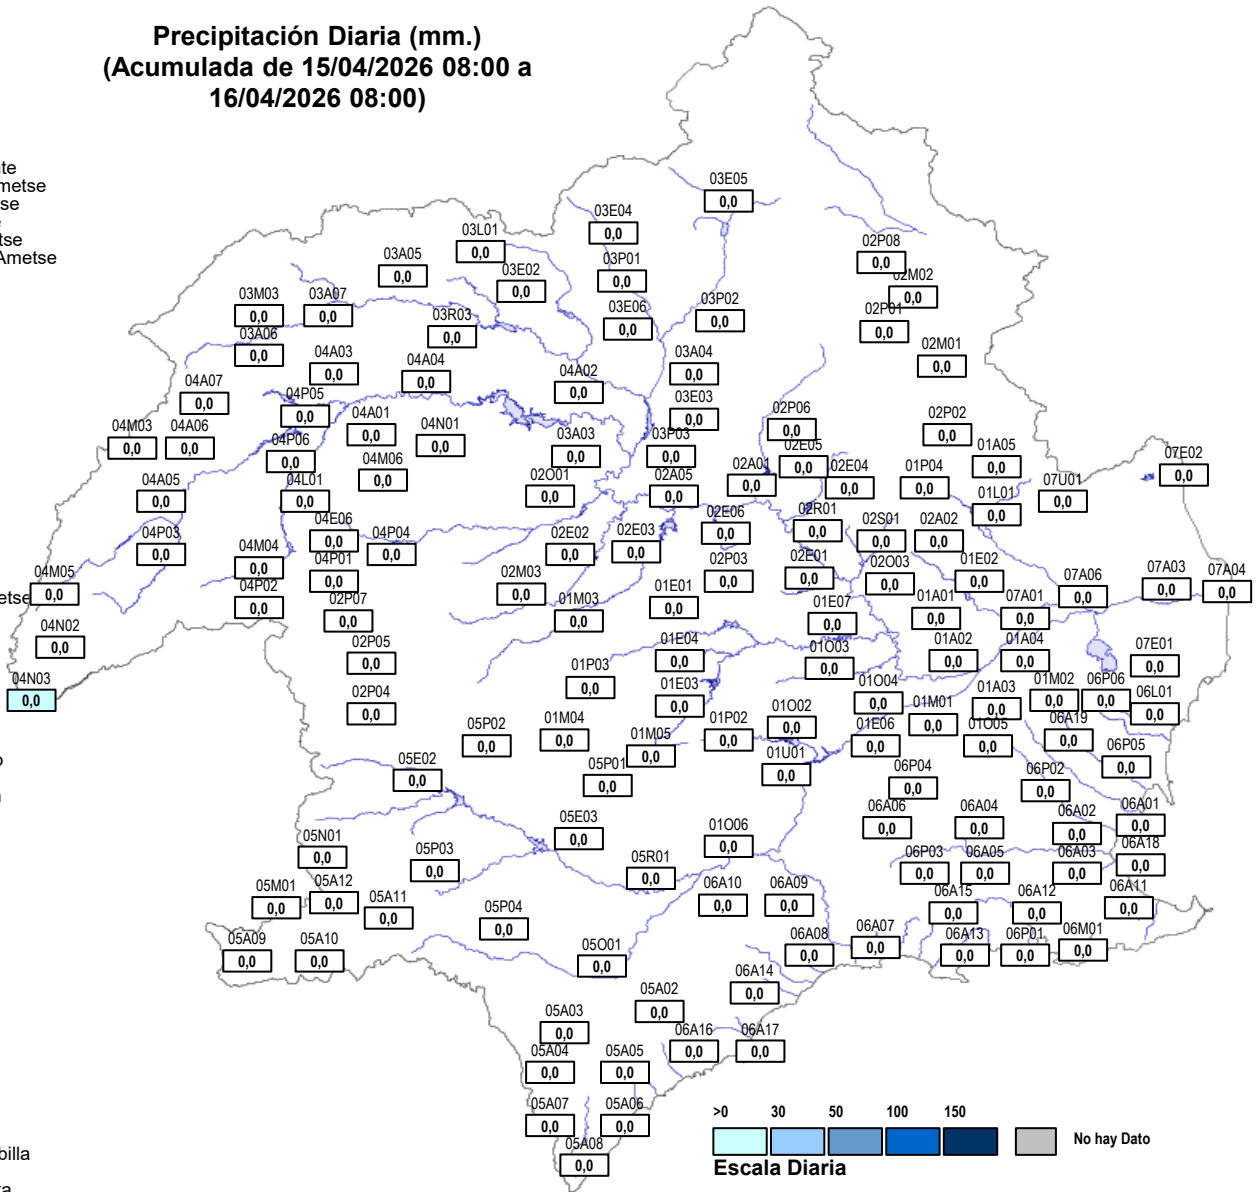 Precipitación Diaria (mm.)
(Acumulada de 15/04/2026 08:00 a
16/04/2026 08:00)
nte
metse
se
e
tse
Ametse
03E05
0,0
03E04
0,0
03L01
0,0
03A05
0,0
03P01
0,0
03E02
0,0
02P08
0,0
02M02
0,0
03M03
0,0
03A07
0,0
03P02
0,0
03E06
0,0
03R03
0,0
02P01
0,0
03A06
0,0
04A03
0,0
04A04
0,0
03A04
0,0
02M01
0,0
04A02
0,0
04A07
0,0
04P05
0,0
03E03
0,0
02P06
0,0
04M03
0,0
04A06
0,0
04A01
0,0
04N01
0,0
02P02
0,0
04P06
0,0
03A03
0,0
03P03
0,0
02E05
0,0
01A05
0,0
07E02
0,0
04M06
0,0
02A01
0,0
02E04
0,0
01P04
0,0
04A05
0,0
04L01
0,0
02O01
0,0
02A05
0,0
07U01
0,0
01L01
0,0
04E06
0,0
02E06
0,0
02R01
0,0
02S01
0,0
02A02
0,0
04P03
0,0
04P04
0,0
02E02
0,0
02E03
0,0
04M04
0,0
04P01
0,0
02P03
0,0
02E01
0,0
02O03
0,0
01E02
0,0
04M05
0,0
etse
02M03
0,0
07A06
0,0
07A03
0,0
07A04
0,0
04P02
0,0
02P07
0,0
01M03
0,0
01E01
0,0
01E07
0,0
01A01
0,0
07A01
0,0
04N02
0,0
02P05
0,0
01E04
0,0
01O03
0,0
01A02
0,0
01A04
0,0
07E01
0,0
04N03
0,0
01P03
0,0
01E03
0,0
01O04
0,0
01A03
0,0
01M02
0,0
06P06
0,0
06L01
0,0
02P04
0,0
01M01
0,0
05P02
0,0
01M04
0,0
01M05
0,0
01P02
0,0
01O02
0,0
01E06
0,0
01O05
0,0
06A19
0,0
o
05E02
0,0
05P01
0,0
01U01
0,0
06P04
0,0
06P02
0,0
06P05
0,0
05E03
0,0
01O06
0,0
06A06
0,0
06A04
0,0
06A02
0,0
06A01
0,0
05N01
0,0
05P03
0,0
05R01
0,0
06P03
0,0
06A05
0,0
06A03
0,0
06A18
0,0
05M01
0,0
05A12
0,0
05A11
0,0
06A10
0,0
06A09
0,0
06A15
0,0
06A12
0,0
06A11
0,0
05A09
0,0
05A10
0,0
05P04
0,0
05O01
0,0
06A08
0,0
06A07
0,0
06A13
0,0
06P01
0,0
06M01
0,0
06A14
0,0
05A02
0,0
05A03
0,0
06A16
0,0
06A17
0,0
05A04
0,0
05A05
0,0
05A07
0,0
05A06
0,0
05A08
0,0
>0 30 50 100 150
No hay Dato
Escala Diaria
billa